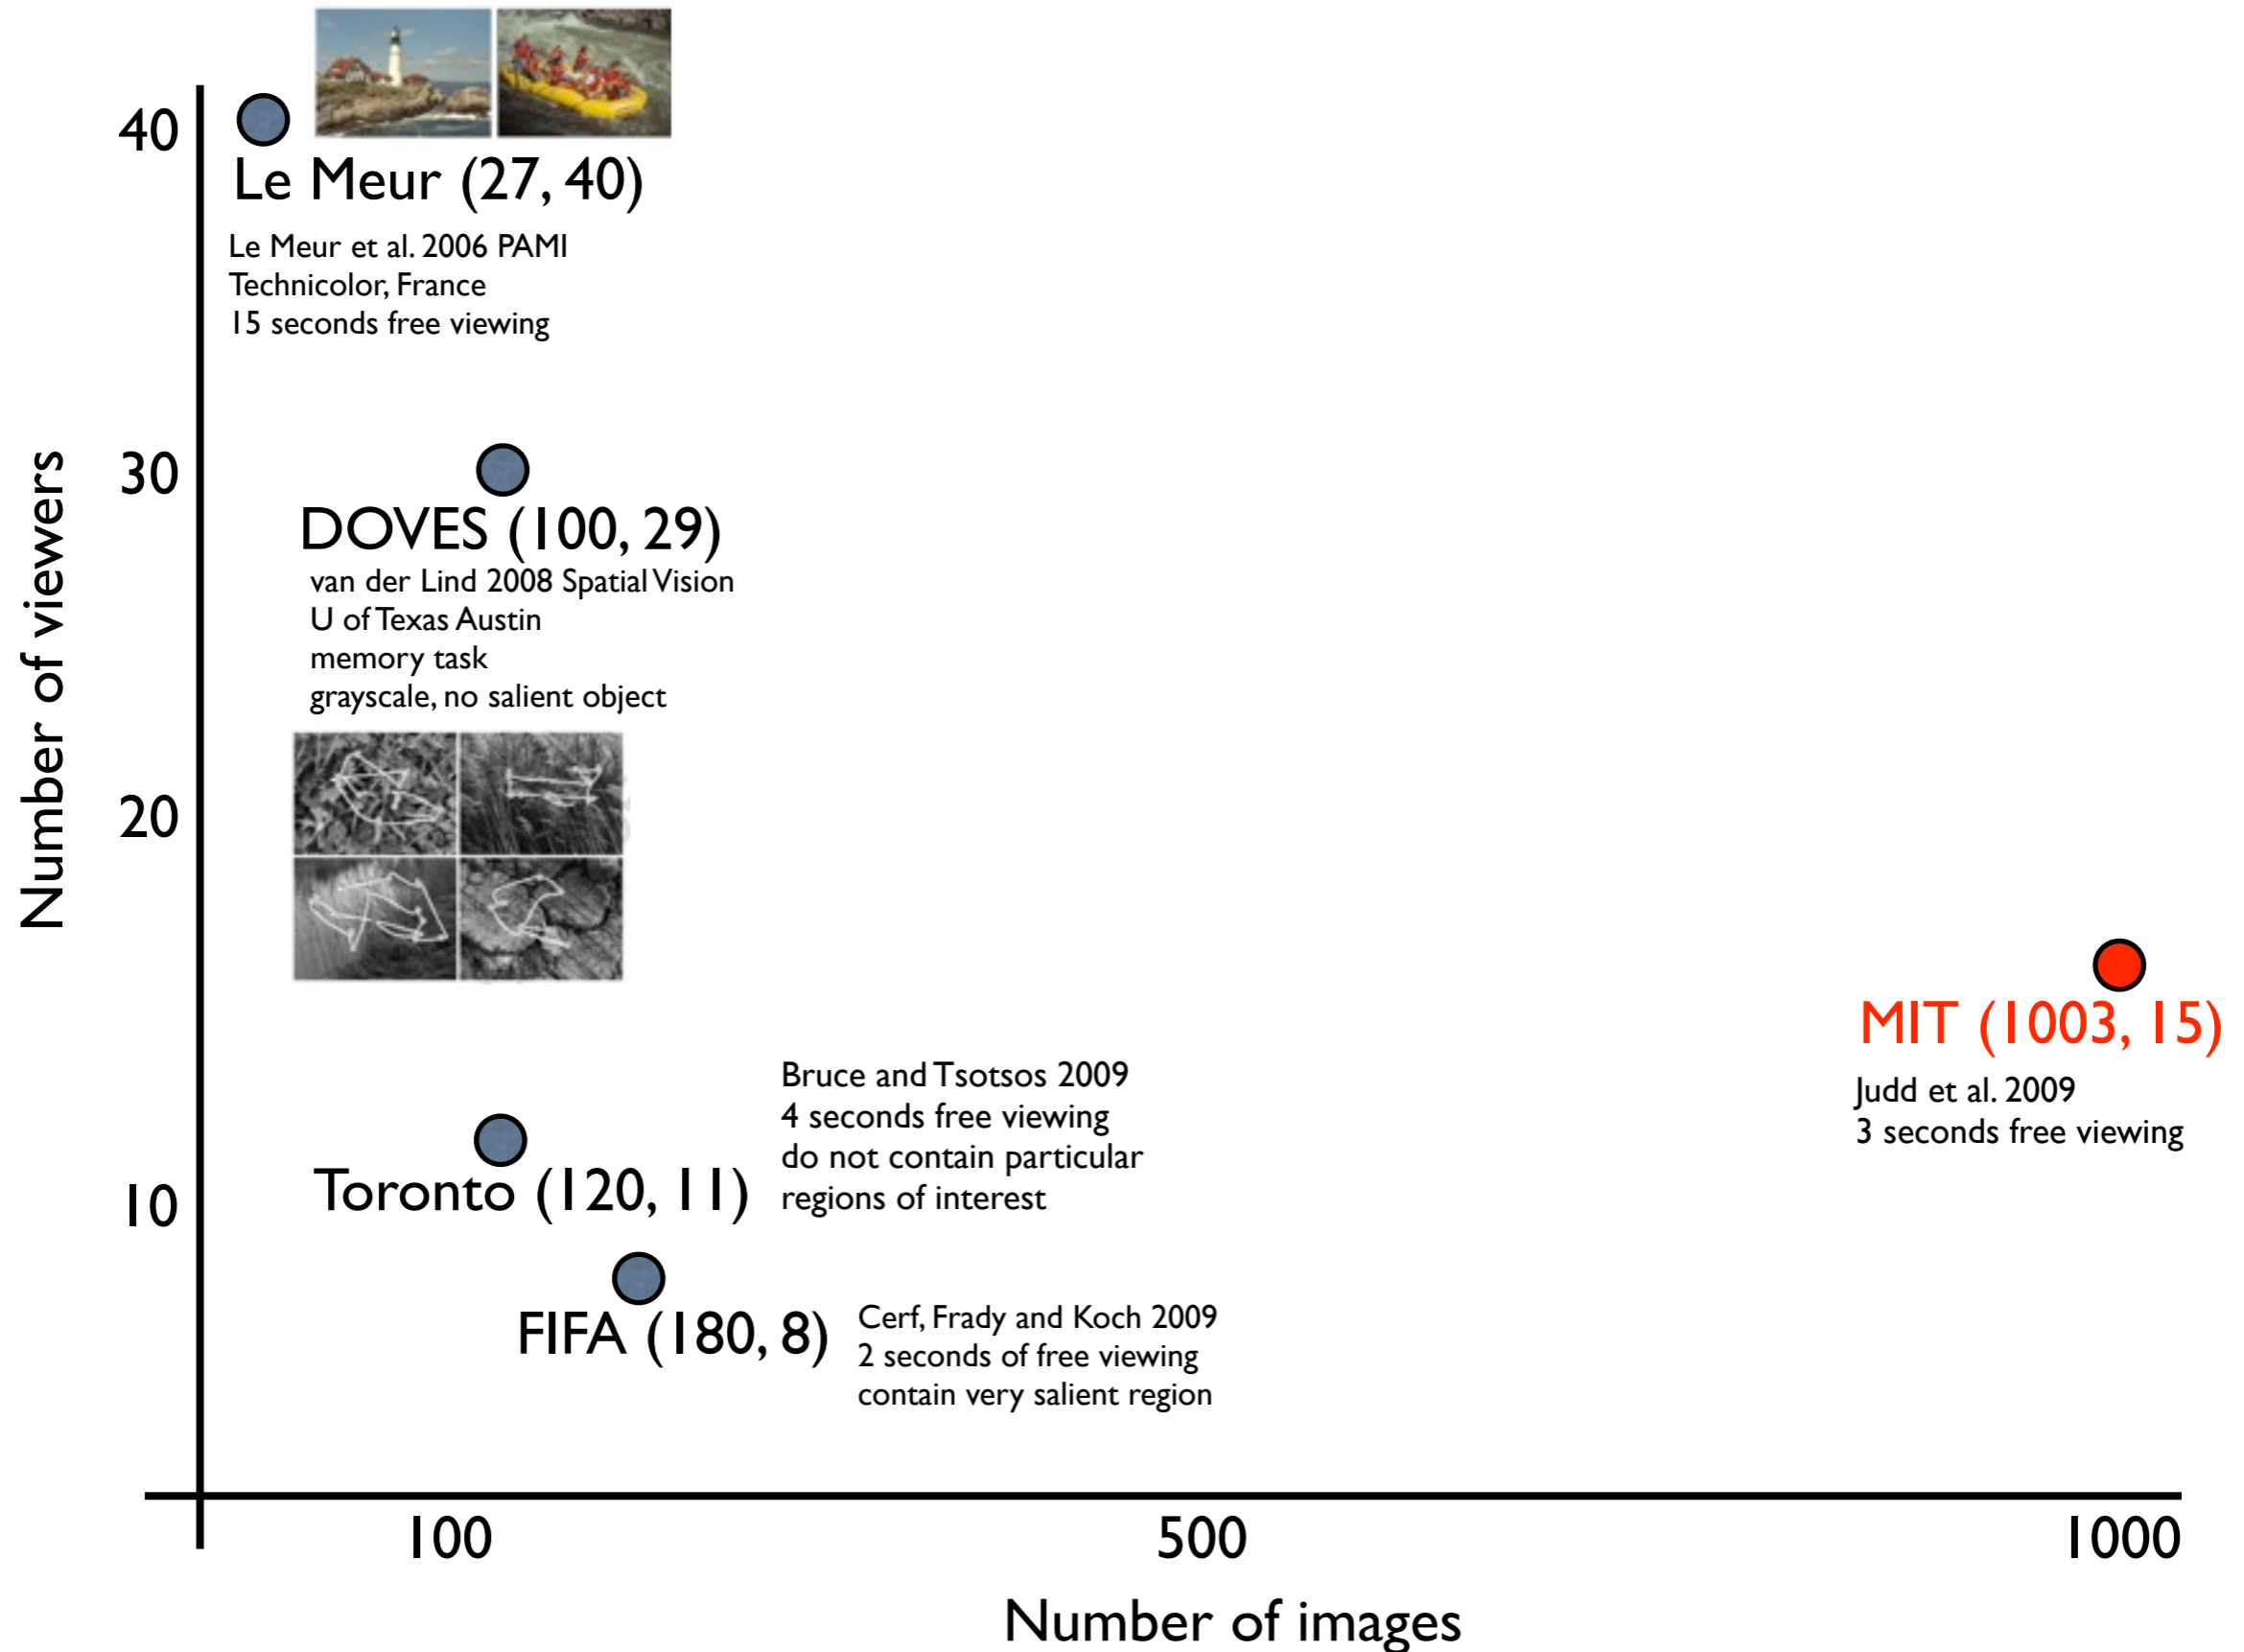 40
Le Meur (27, 40)
Le Meur et al. 2006 PAMI
Technicolor, France
15 seconds free viewing
30
DOVES (100, 29)
van der Lind 2008 Spatial Vision
U of Texas Austin
memory task
grayscale, no salient object
Number of viewers
20
MIT (1003, 15)
Judd et al. 2009
3 seconds free viewing
Bruce and Tsotsos 2009
4 seconds free viewing
do not contain particular
regions of interest
Toronto (120, 11)
10
FIFA (180, 8)
Cerf, Frady and Koch 2009
2 seconds of free viewing
contain very salient region
100
500
1000
Number of images